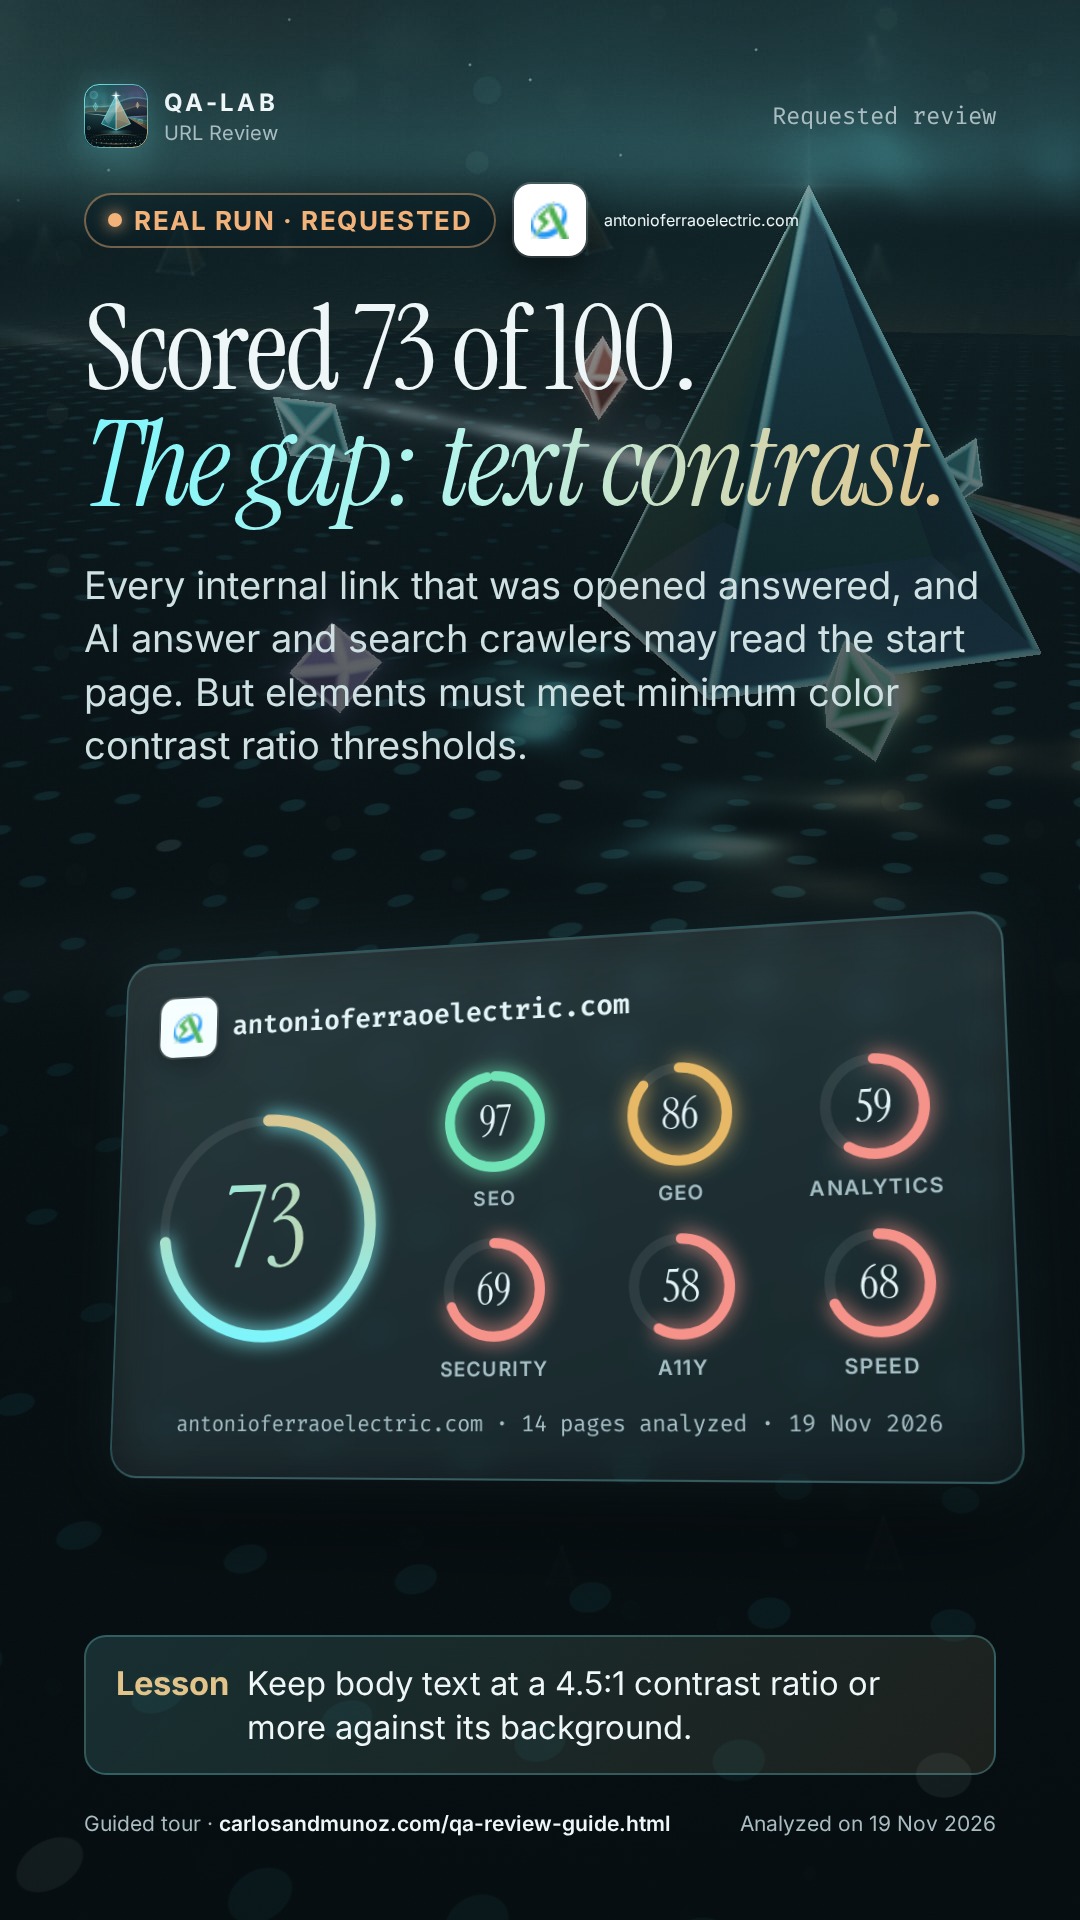 QA-LAB
URL Review
Requested review
REAL RUN · REQUESTED
antonioferraoelectric.com
Scored 73 of 100.
The gap: text contrast.
Every internal link that was opened answered, and
AI answer and search crawlers may read the start
page. But elements must meet minimum color
contrast ratio thresholds.
antonioferraoelectric.com
73
97
SEO
86
GEO
59
ANALYTICS
69
SECURITY
58
A11Y
68
SPEED
antonioferraoelectric.com · 14 pages analyzed · 19 Nov 2026
Lesson Keep body text at a 4.5:1 contrast ratio or
more against its background.
Guided tour · carlosandmunoz.com/qa-review-guide.html
Analyzed on 19 Nov 2026